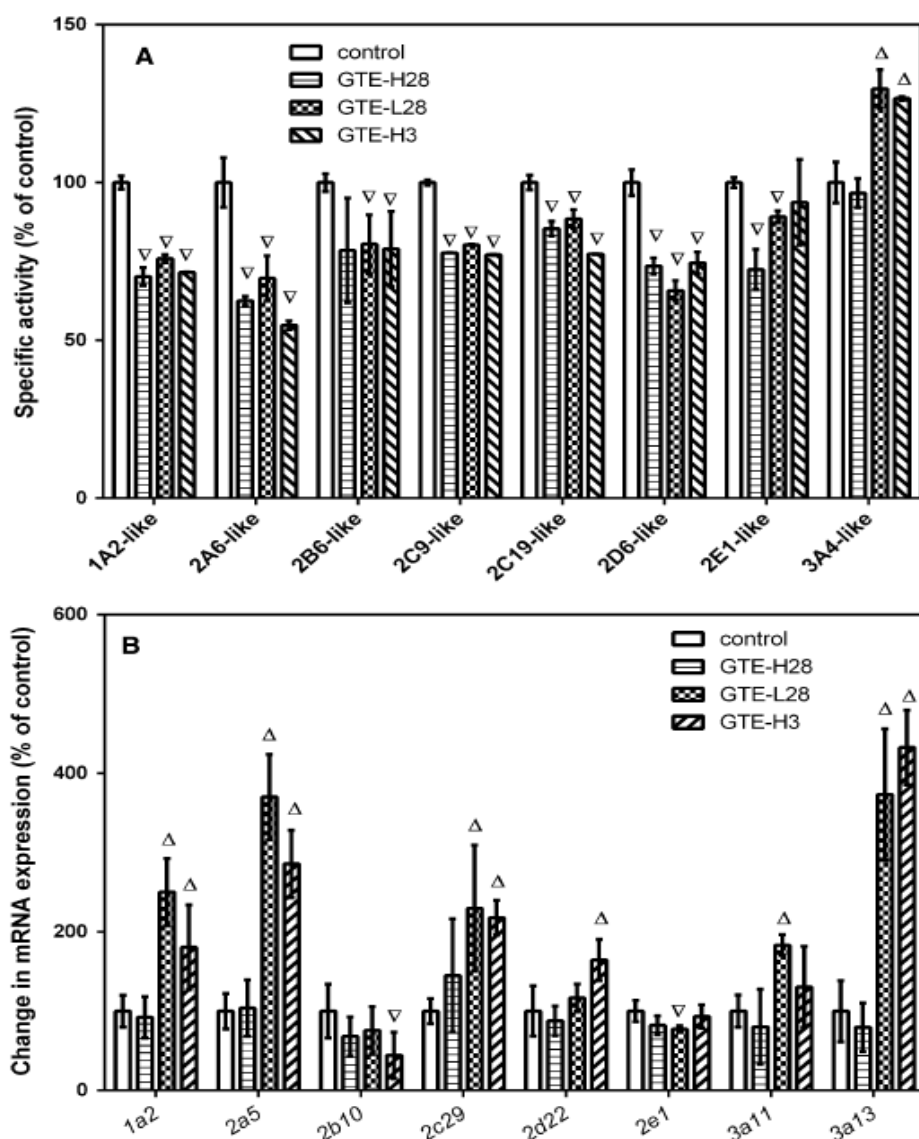 150
A
control
GTE-H28
GTE-L28
GTE-H3
100
50
0
Specific activity (% of control)
1A2-like
2A6-like
2B6-like
2C9-like
2C19-like
2D6-like
2E1-like
3A4-like
600
B
control
GTE-H28
GTE-L28
GTE-H3
400
200
0
Change in mRNA expression (% of control)
1a2
2a5
2b10
2c29
2d22
2e1
3a11
3a13